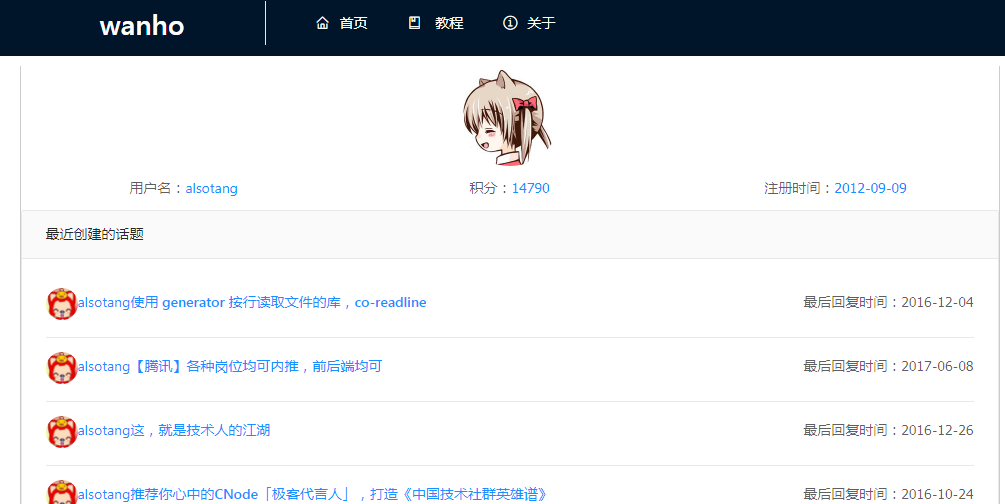 wanho 首页 教程 关于
用户名：alsotang 积分：14790 注册时间：2012-09-09
最近创建的话题
alsotang使用 generator 按行读取文件的库，co-readline 最后回复时间：2016-12-04
alsotang【腾讯】各种岗位均可内推，前后端均可 最后回复时间：2017-06-08
alsotang这，就是技术人的江湖 最后回复时间：2016-12-26
alsotang推荐你心中的CNode「极客代言人」，打造《中国技术社群英雄谱》 最后回复时间：2016-10-24